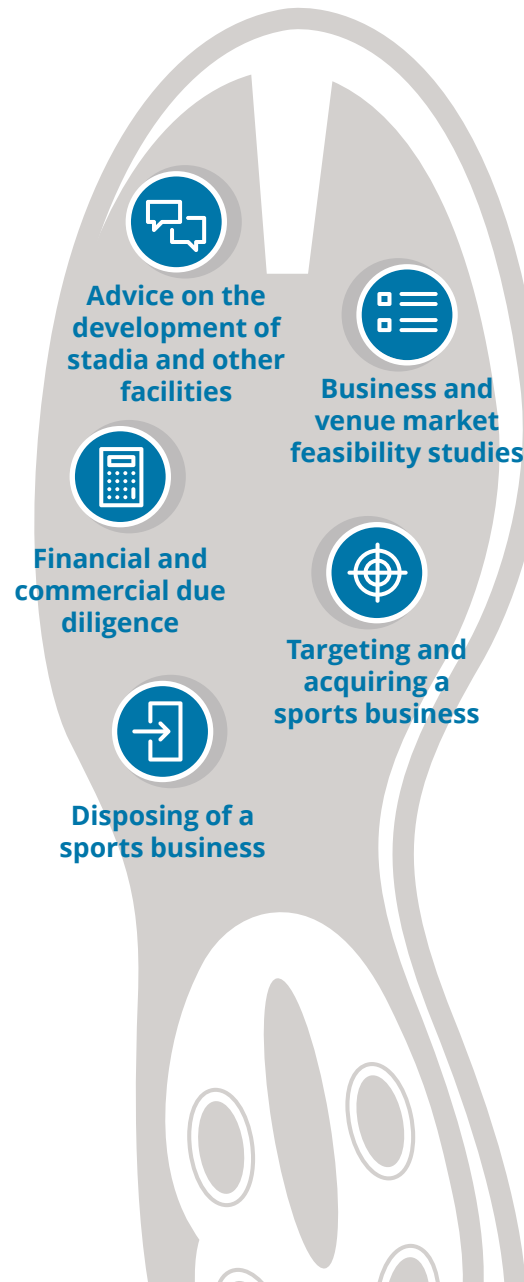 Advice on the
development of
stadia and other
facilities
Business and
venue market
feasibility studies
Financial and
commercial due
diligence
Targeting and
acquiring a
sports business
Disposing of a
sports business